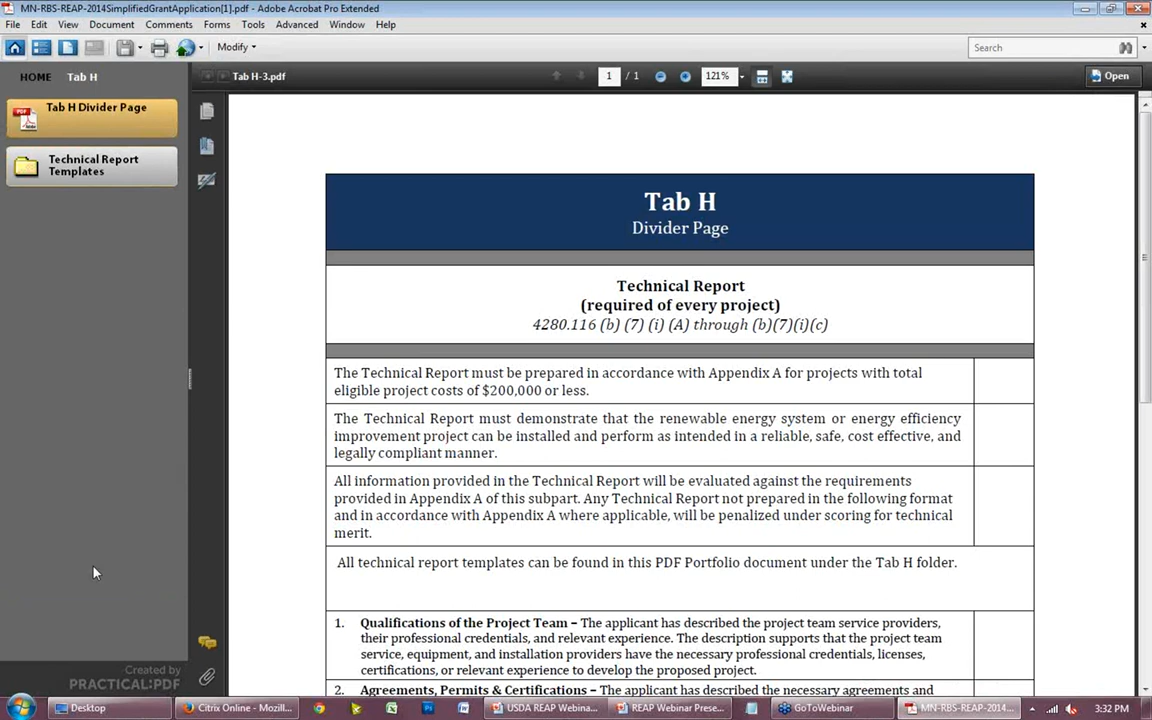 MN-RBS-REAP-2014SimplifiedGrantApplication[1].pdf - Adobe Acrobat Pro Extended
File Edit View Document Comments Forms Tools Advanced Window Help
Modify
Search
HOME Tab H
Tab H-3.pdf
1 / 1
121%
Open
Tab H Divider Page
Technical Report
Templates
Tab H
Divider Page
Technical Report
(required of every project)
4280.116 (b) (7) (i) (A) through (b)(7)(i)(c)
The Technical Report must be prepared in accordance with Appendix A for projects with total
eligible project costs of $200,000 or less.
The Technical Report must demonstrate that the renewable energy system or energy efficiency
improvement project can be installed and perform as intended in a reliable, safe, cost effective, and
legally compliant manner.
All information provided in the Technical Report will be evaluated against the requirements
provided in Appendix A of this subpart. Any Technical Report not prepared in the following format
and in accordance with Appendix A where applicable, will be penalized under scoring for technical
merit.
All technical report templates can be found in this PDF Portfolio document under the Tab H folder.
1. Qualifications of the Project Team – The applicant has described the project team service providers,
their professional credentials, and relevant experience. The description supports that the project team
service, equipment, and installation providers have the necessary professional credentials, licenses,
certifications, or relevant experience to develop the proposed project.
2. Agreements, Permits & Certifications – The applicant has described the necessary agreements and
Created by
PRACTICAL:PDF
Desktop
Citrix Online - Mozill...
USDA REAP Webina...
REAP Webinar Prese...
GoToWebinar
MN-RBS-REAP-2014...
3:32 PM